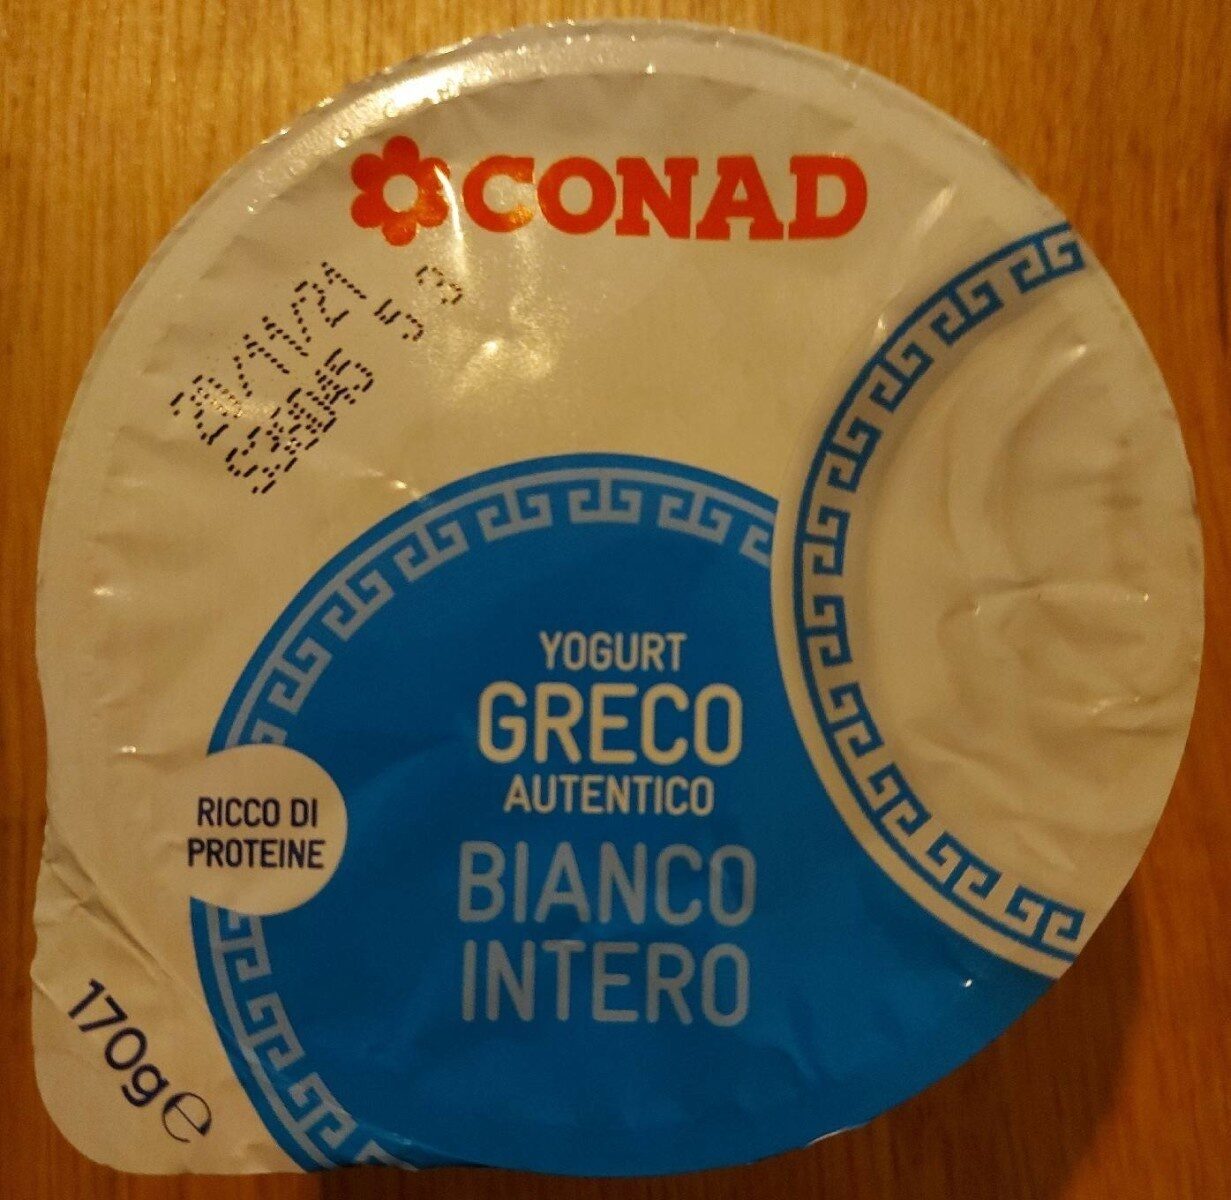 CONAD
YOGURT
GRECO
AUTENTICO
BIANCO
INTERO
RICCO DI
PROTEINE
170g℮